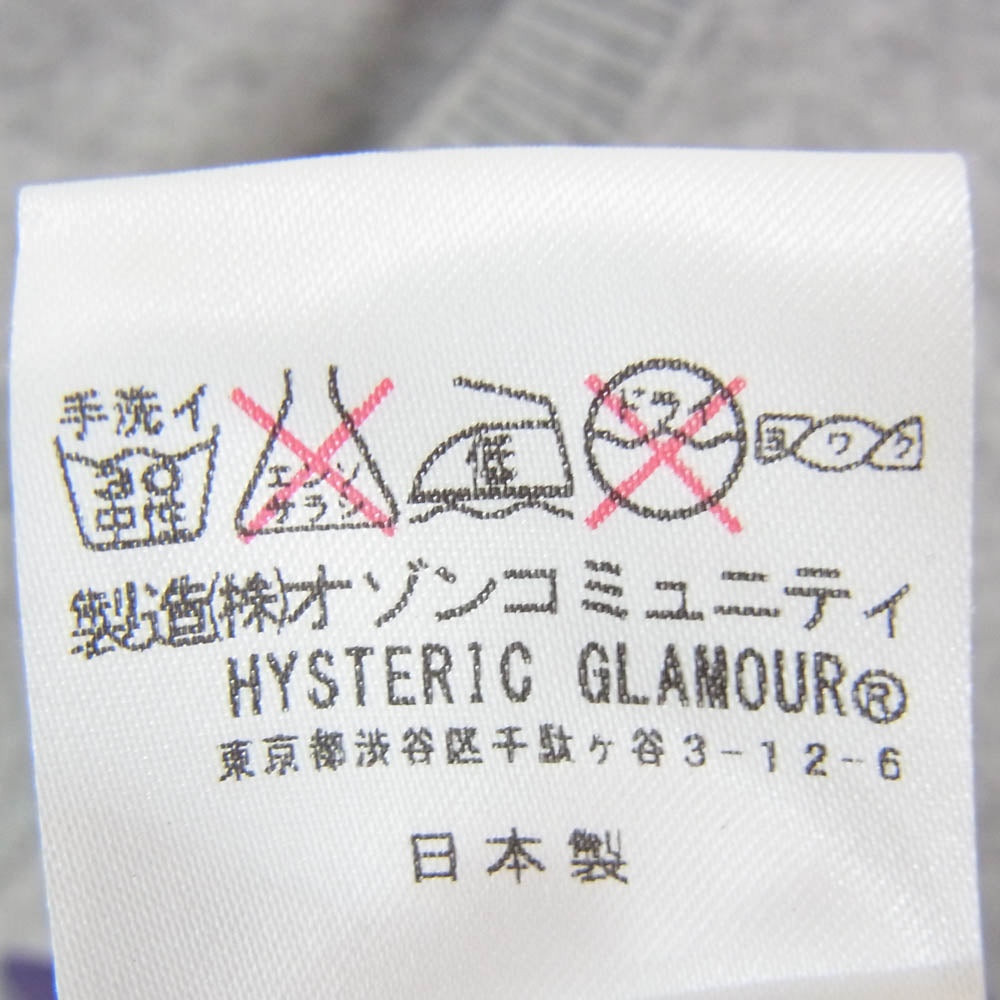 手洗イ
30
中性
エンソ
サラシ
低
ドライ
ヨワク
製造(株)オゾンコミュニティ
HYSTERIC GLAMOUR®
東京都渋谷区千駄ヶ谷3-12-6
日本製